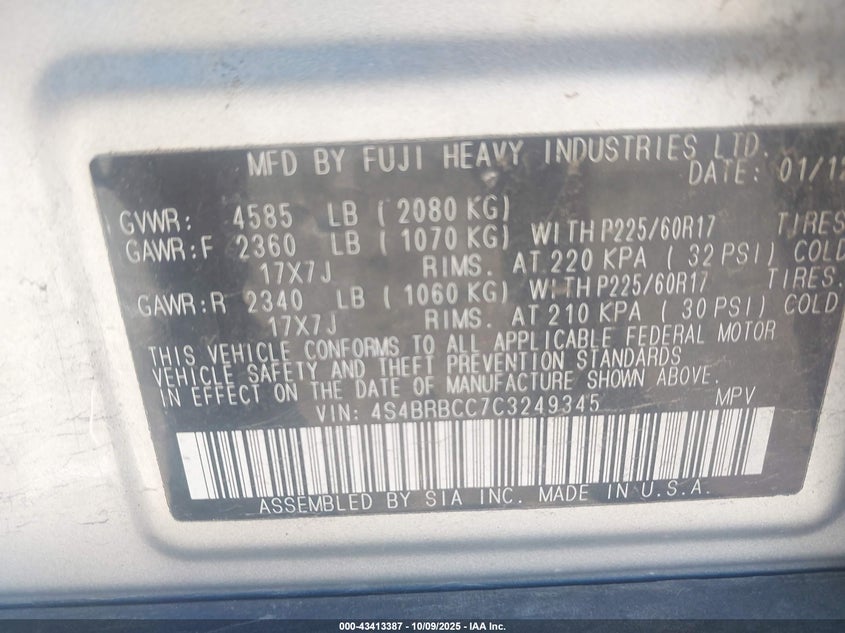 MFD BY FUJI HEAVY INDUSTRIES LTD.
DATE: 01/12
GVWR: 4585 LB ( 2080 KG)
GAWR:F 2360 LB ( 1070 KG) WITH P225/60R17 TIRES
17X7J RIMS. AT 220 KPA ( 32 PSI) COLD
GAWR:R 2340 LB ( 1060 KG) WITH P225/60R17 TIRES.
17X7J RIMS. AT 210 KPA ( 30 PSI) COLD
THIS VEHICLE CONFORMS TO ALL APPLICABLE FEDERAL MOTOR
VEHICLE SAFETY AND THEFT PREVENTION STANDARDS
IN EFFECT ON THE DATE OF MANUFACTURE SHOWN ABOVE.
VIN: 4S4BRBCC7C3249345 MPV
ASSEMBLED BY SIA INC. MADE IN U.S.A.
000-43413387 - 10/09/2025 - IAA Inc.